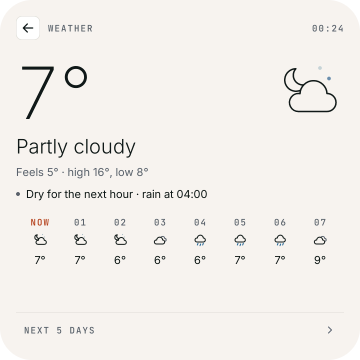 WEATHER
00:24
7°
Partly cloudy
Feels 5° · high 16°, low 8°
Dry for the next hour · rain at 04:00
NOW 01 02 03 04 05 06 07
7° 7° 6° 6° 6° 7° 7° 9°
NEXT 5 DAYS